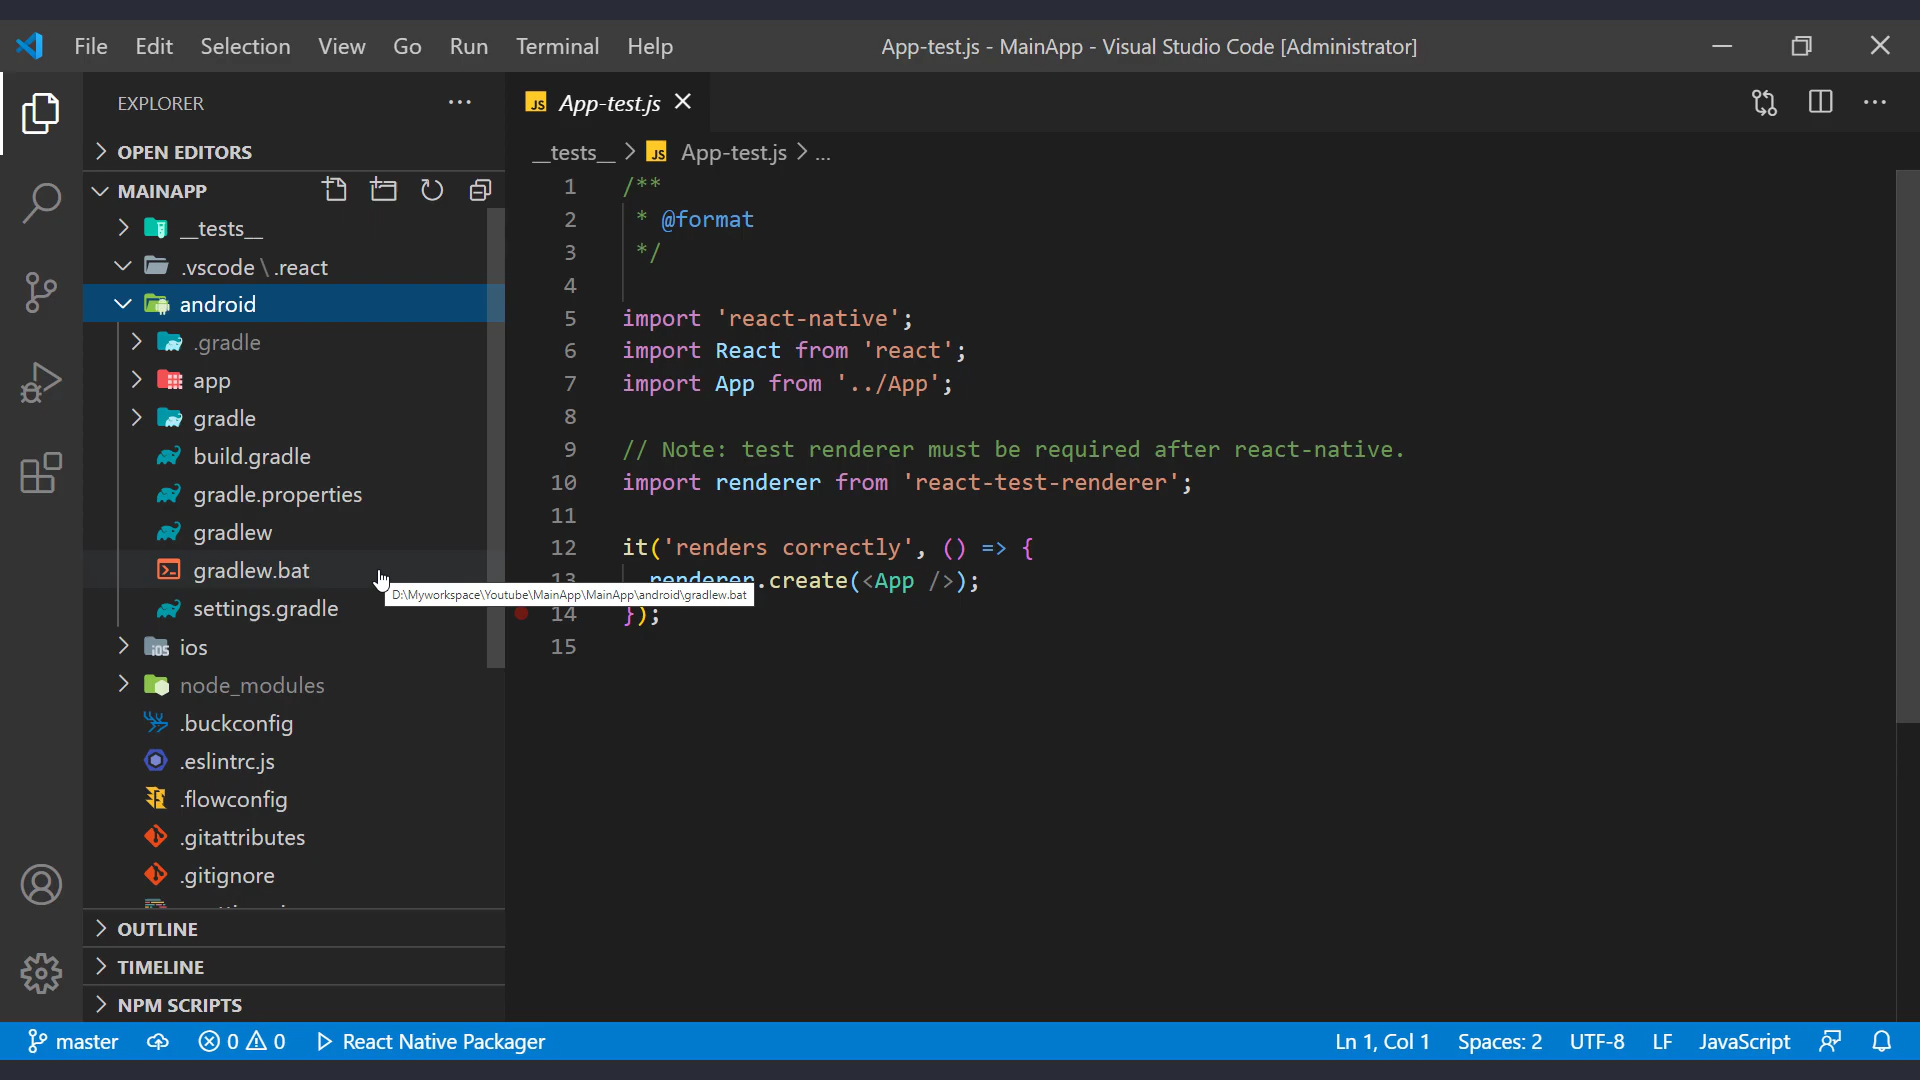 File Edit Selection View Go Run Terminal Help
App-test.js - MainApp - Visual Studio Code [Administrator]
EXPLORER
OPEN EDITORS
MAINAPP
__tests__
.vscode \ .react
android
.gradle
app
gradle
build.gradle
gradle.properties
gradlew
gradlew.bat
settings.gradle
ios
node_modules
.buckconfig
.eslintrc.js
.flowconfig
.gitattributes
.gitignore
OUTLINE
TIMELINE
NPM SCRIPTS
JS App-test.js
__tests__ > JS App-test.js > ...
1 /**
2 * @format
3 */
4
5 import 'react-native';
6 import React from 'react';
7 import App from '../App';
8
9 // Note: test renderer must be required after react-native.
10 import renderer from 'react-test-renderer';
11
12 it('renders correctly', () => {
13 renderer.create(<App />);
D:\Myworkspace\Youtube\MainApp\MainApp\android\gradlew.bat
14 });
15
master 0 0 React Native Packager
Ln 1, Col 1 Spaces: 2 UTF-8 LF JavaScript